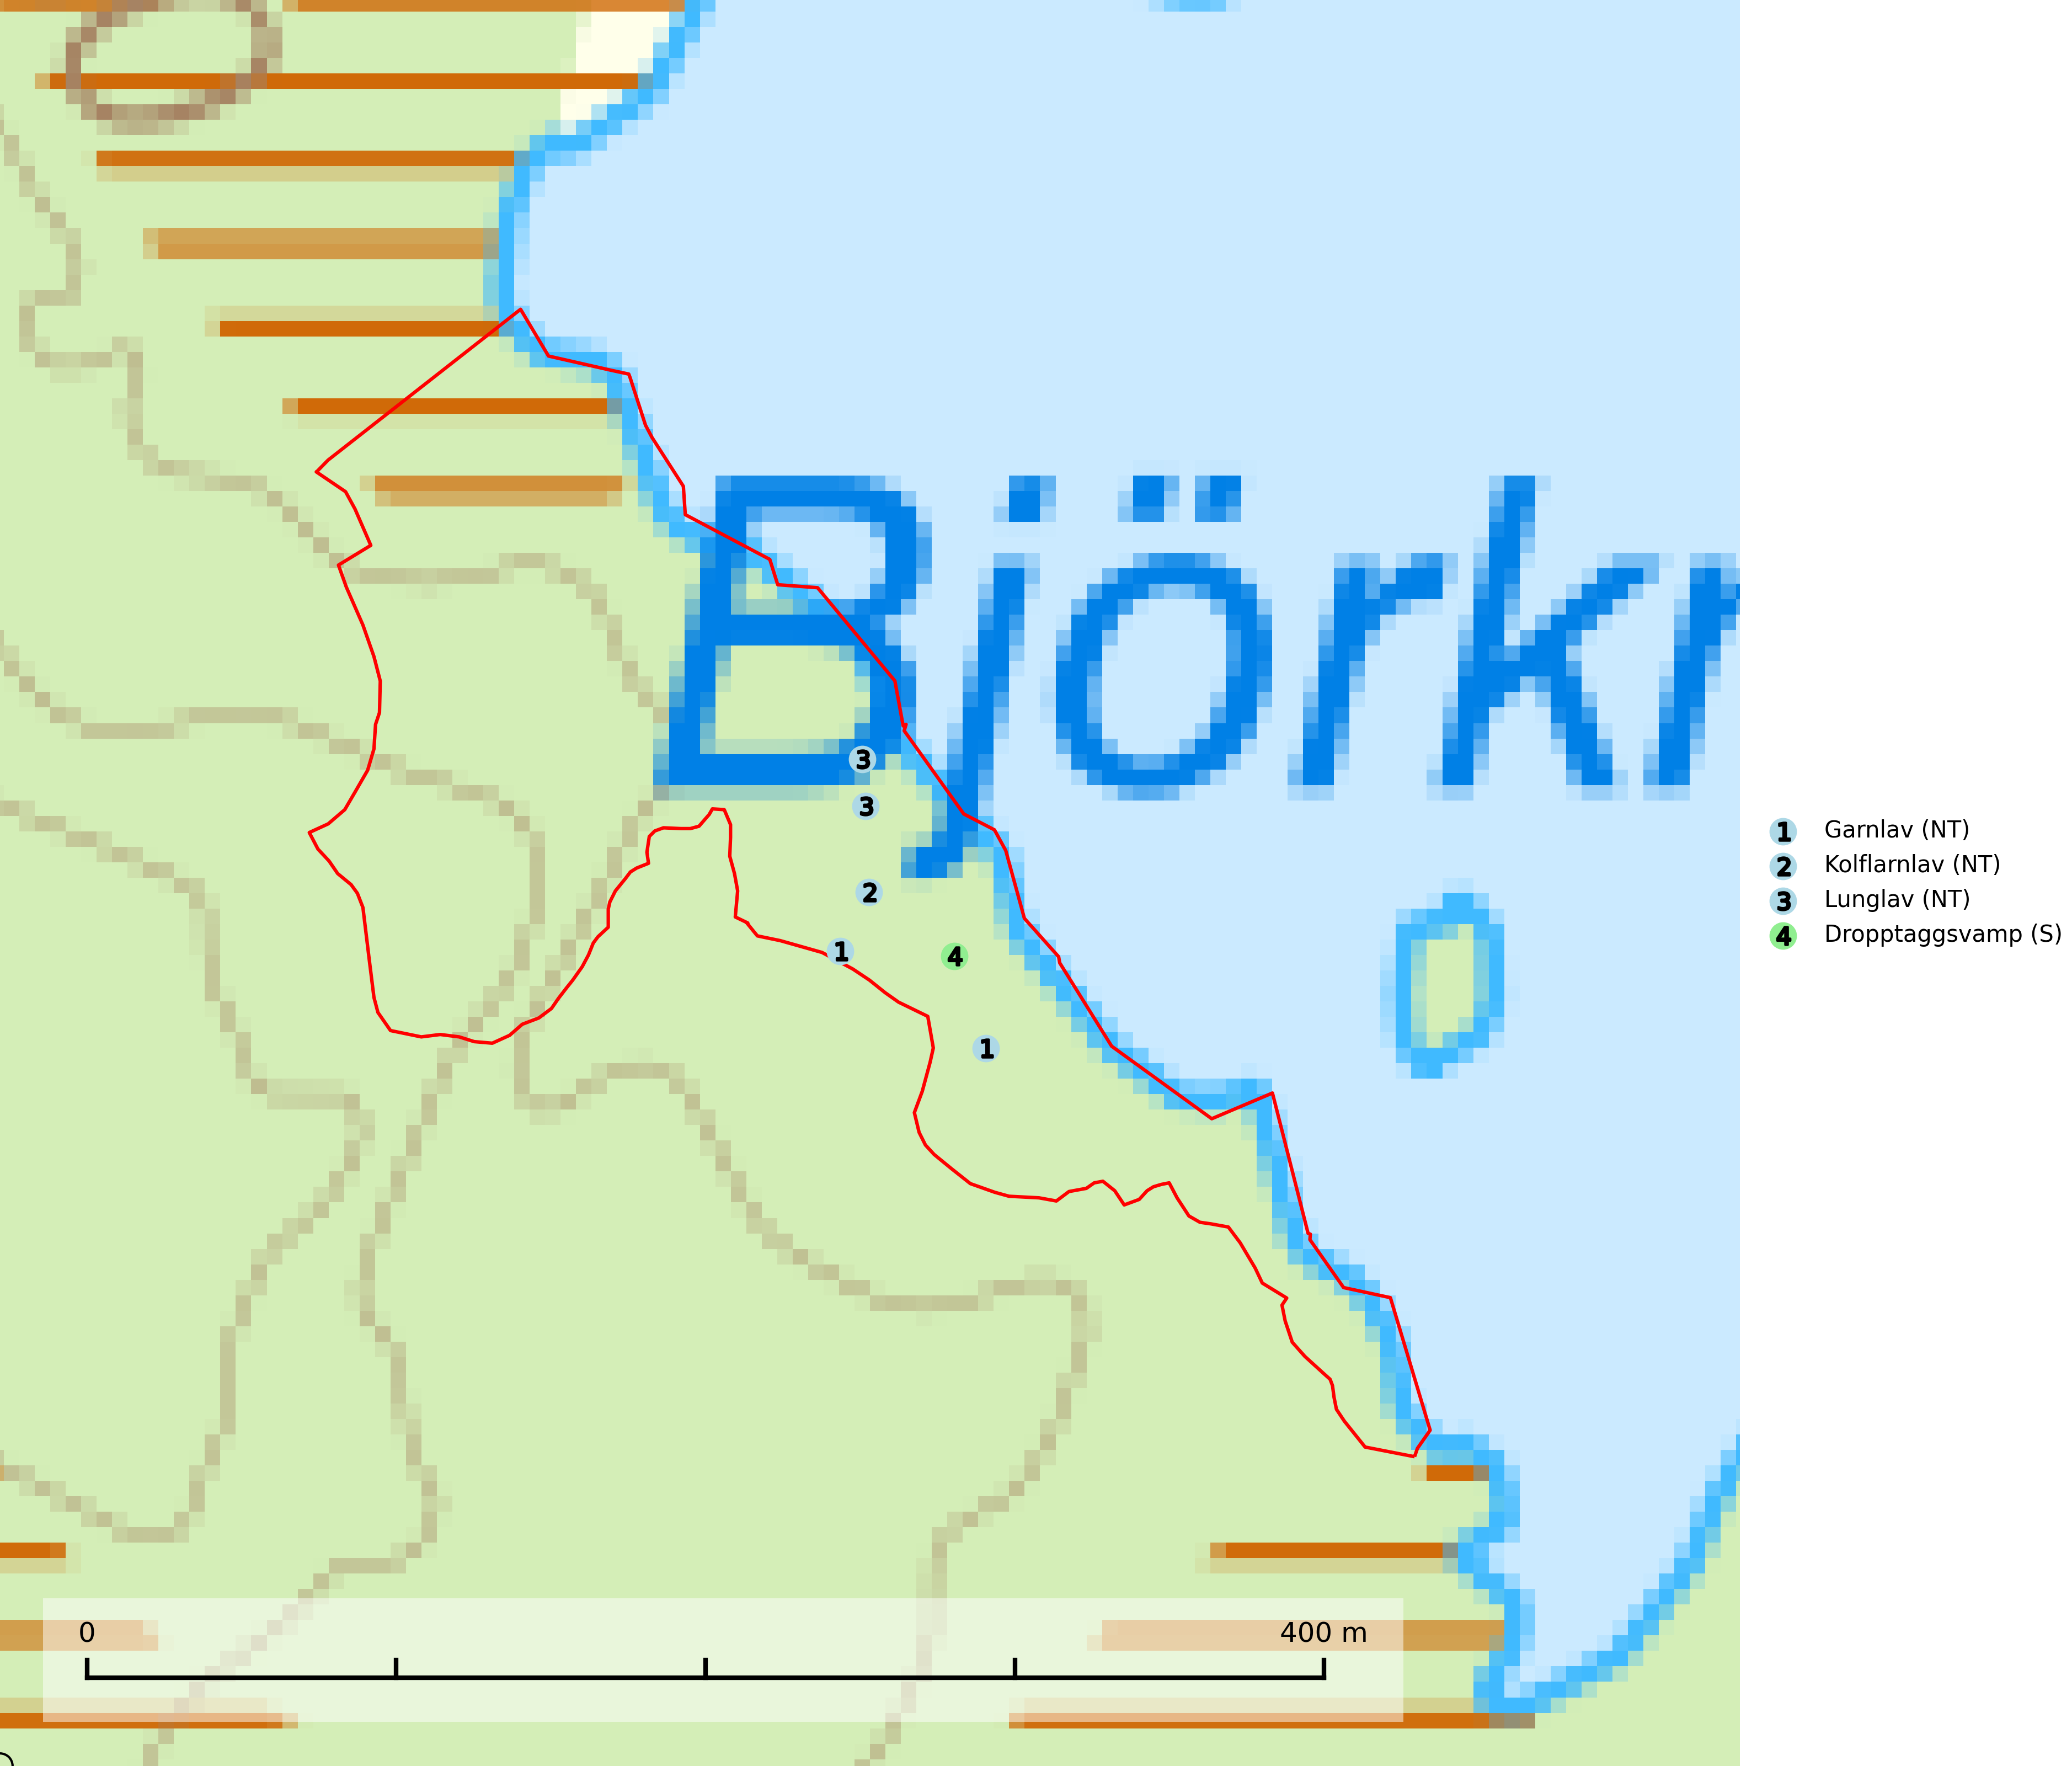 Björkr
3
3
2
1
4
1
1 Garnlav (NT)
2 Kolflarnlav (NT)
3 Lunglav (NT)
4 Dropptaggsvamp (S)
0 400 m